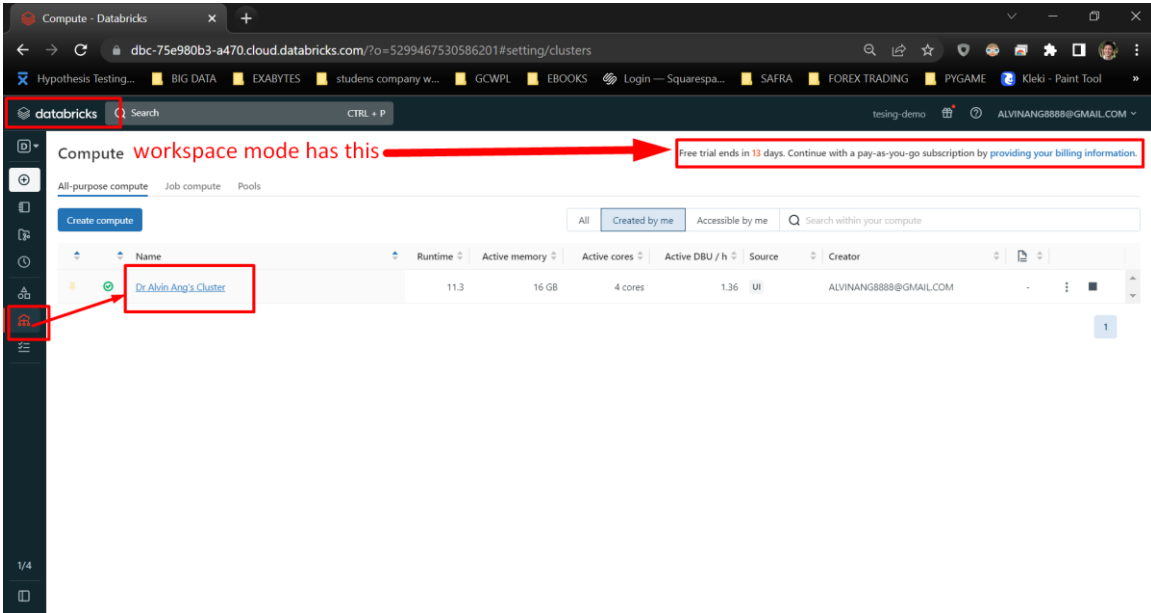 Compute - Databricks
dbc-75e980b3-a470.cloud.databricks.com/?o=5299467530586201#setting/clusters
Hypothesis Testing... BIG DATA EXABYTES studens company w... GCWPL EBOOKS Login — Squarespa... SAFRA FOREX TRADING PYGAME Kleki - Paint Tool »
databricks Search CTRL + P tesing-demo ALVINANG8888@GMAIL.COM
D
Compute workspace mode has this Free trial ends in 13 days. Continue with a pay-as-you-go subscription by providing your billing information.
All-purpose compute Job compute Pools
Create compute All Created by me Accessible by me Search within your compute
Name Runtime Active memory Active cores Active DBU / h Source Creator
Dr Alvin Ang's Cluster 11.3 16 GB 4 cores 1.36 UI ALVINANG8888@GMAIL.COM -
1
1/4